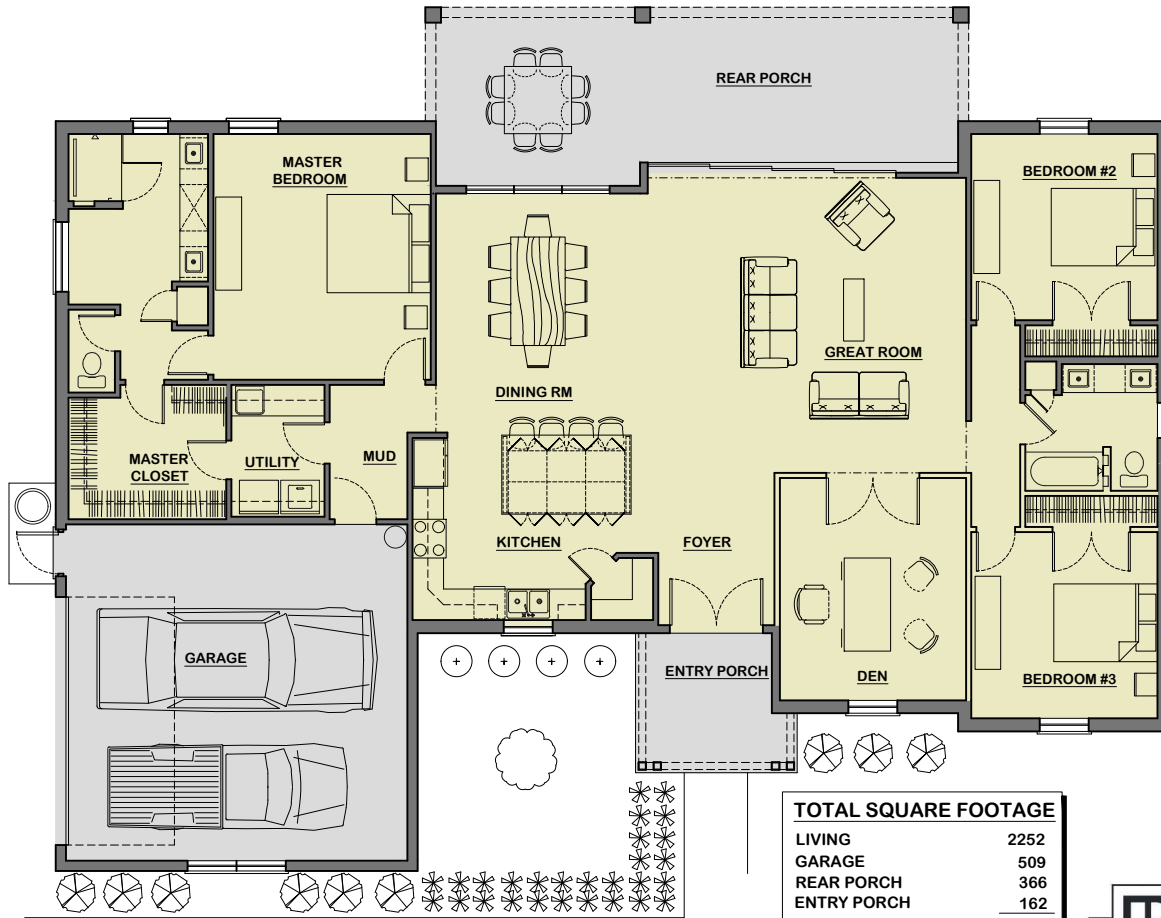 REAR PORCH
MASTER
BEDROOM
BEDROOM #2
GREAT ROOM
DINING RM
MASTER
CLOSET
UTILITY
MUD
KITCHEN
FOYER
GARAGE
ENTRY PORCH
DEN
BEDROOM #3
TOTAL SQUARE FOOTAGE
LIVING 2252
GARAGE 509
REAR PORCH 366
ENTRY PORCH 162